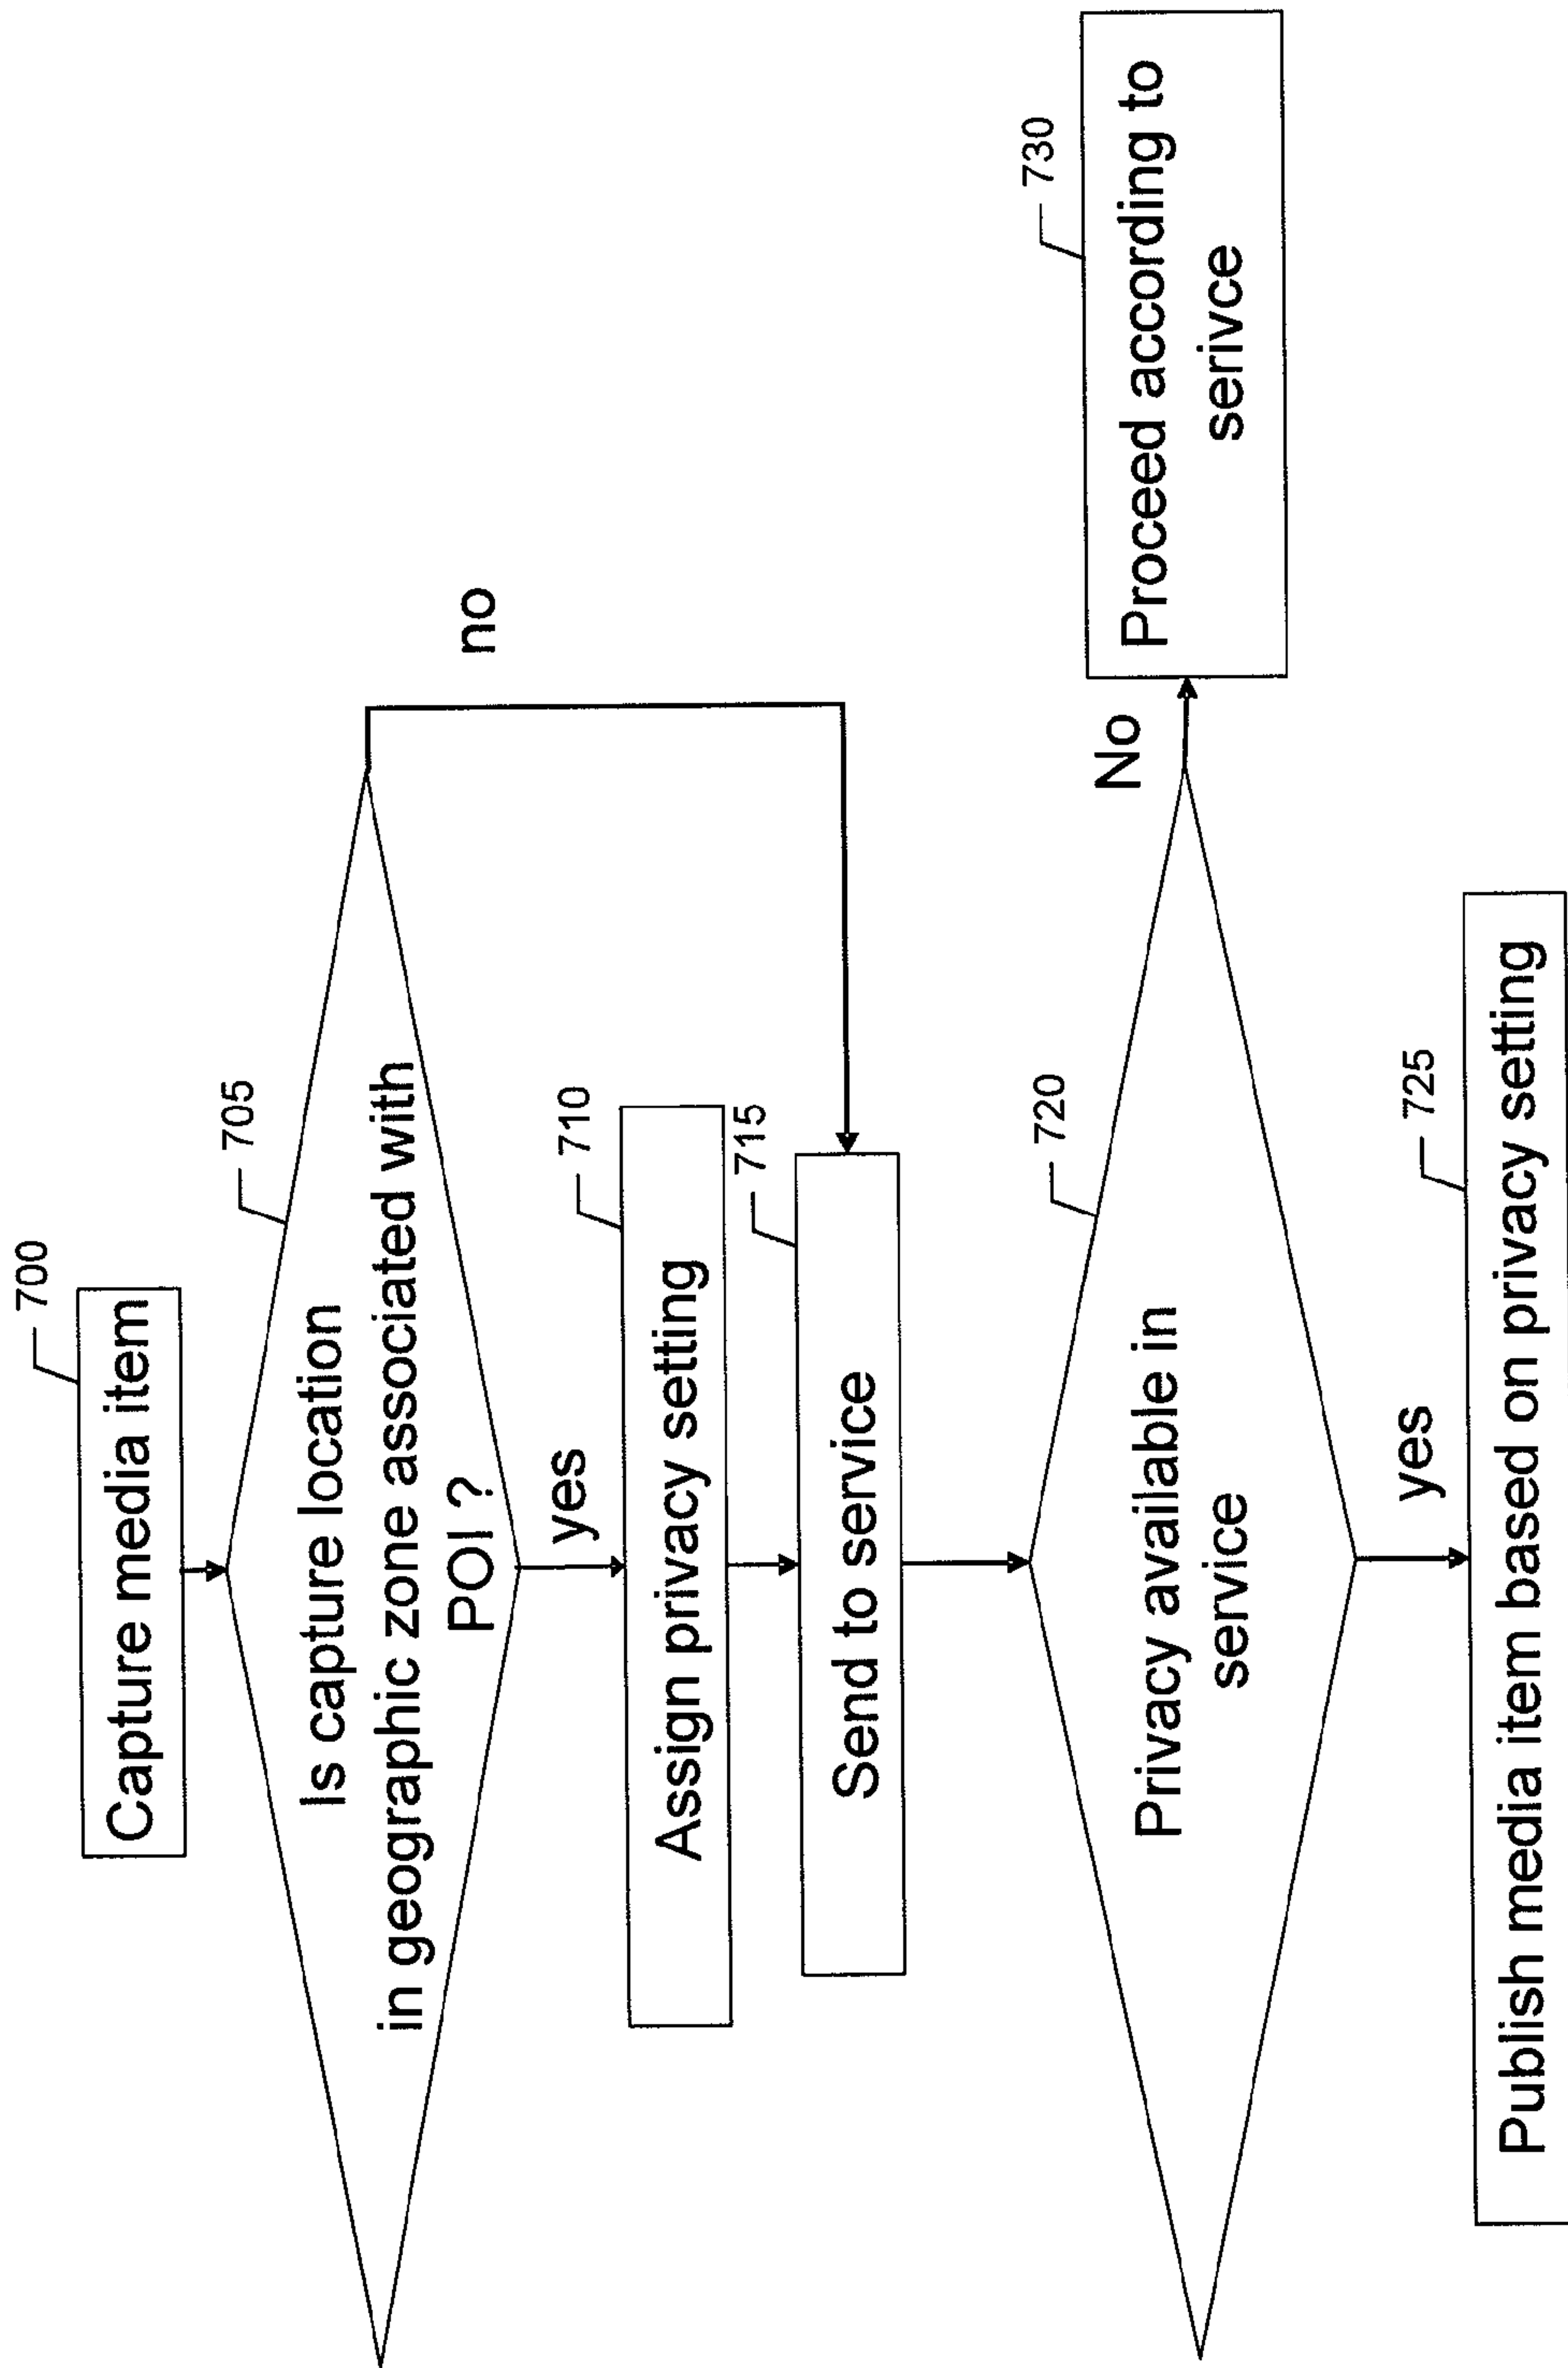 700
Capture media item
705
Is capture location
in geographic zone associated with
POI ?
no
yes
710
Assign privacy setting
715
Send to service
720
Privacy available in
service
No
730
Proceed according to
serivce
yes
725
Publish media item based on privacy setting